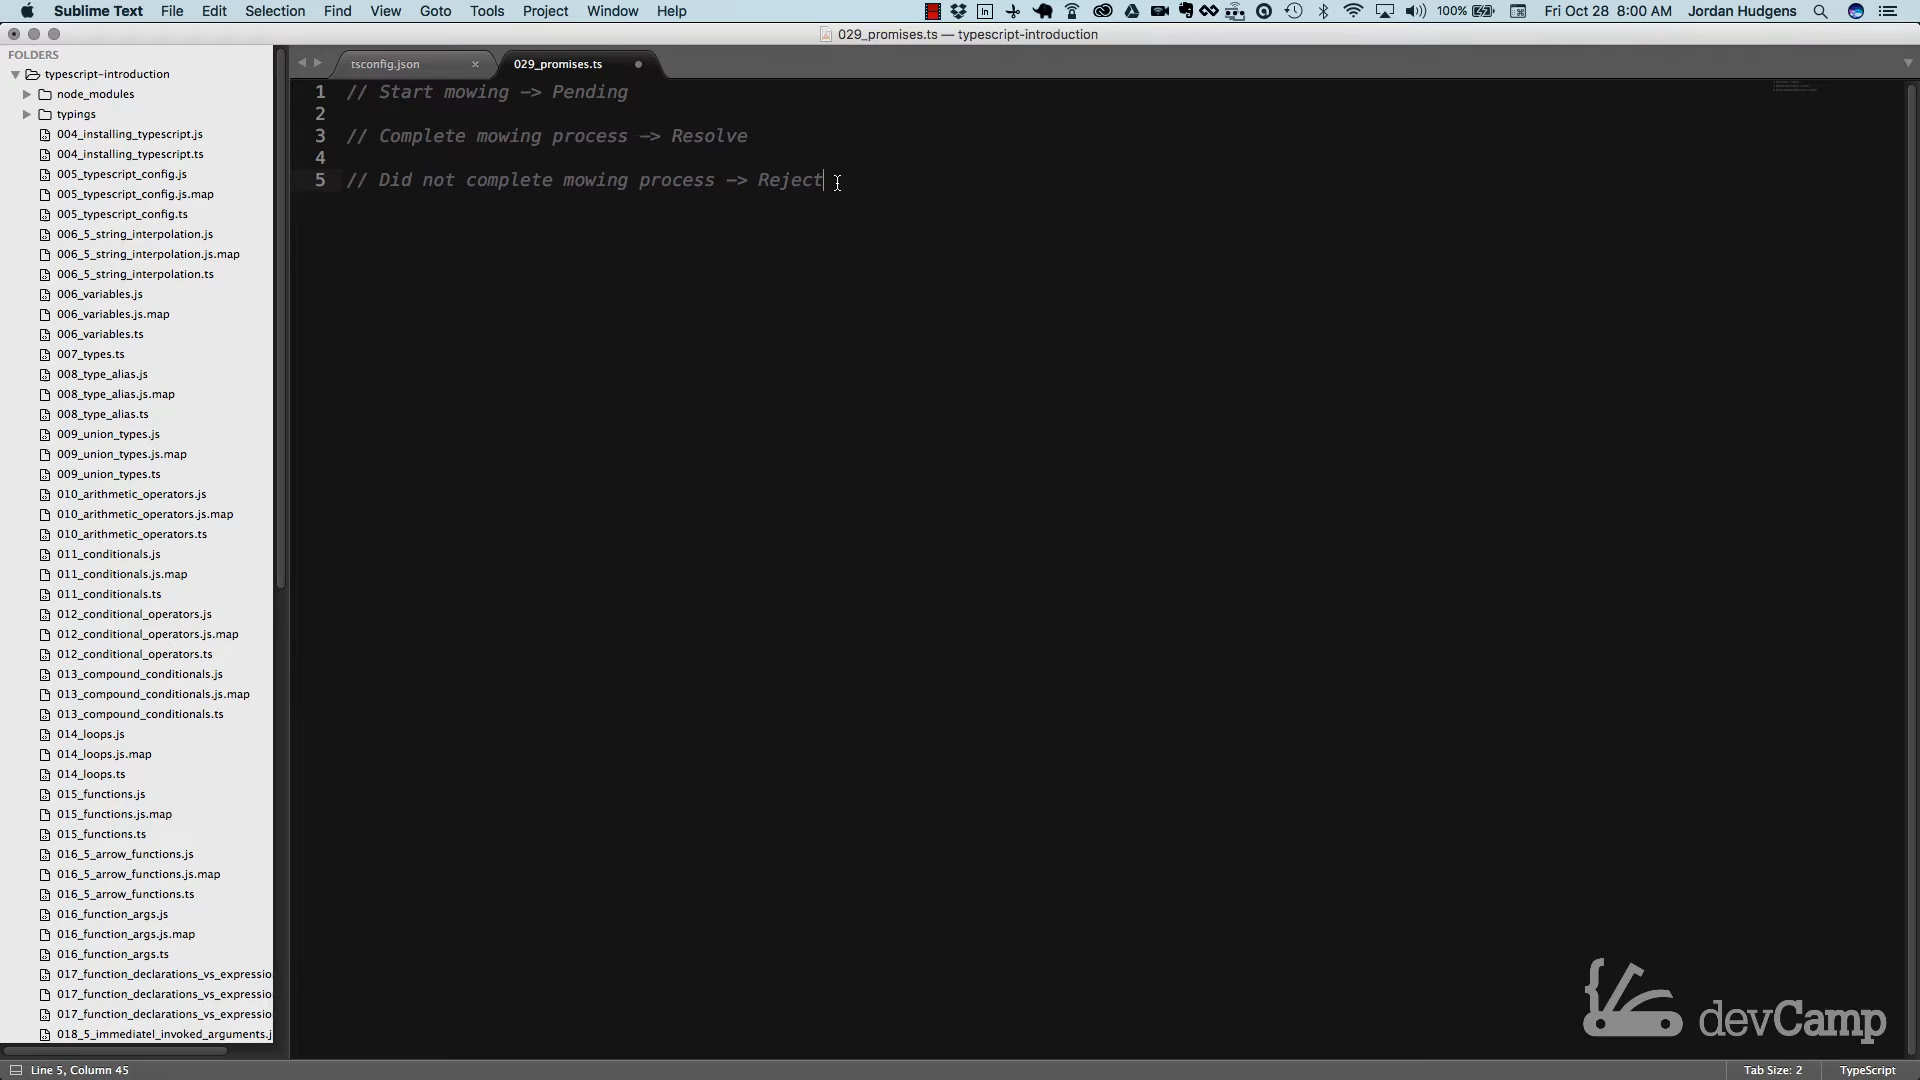 Sublime Text File Edit Selection Find View Goto Tools Project Window Help 100% Fri Oct 28 8:00 AM Jordan Hudgens
029_promises.ts — typescript-introduction
FOLDERS
typescript-introduction
node_modules
typings
004_installing_typescript.js
004_installing_typescript.ts
005_typescript_config.js
005_typescript_config.js.map
005_typescript_config.ts
006_5_string_interpolation.js
006_5_string_interpolation.js.map
006_5_string_interpolation.ts
006_variables.js
006_variables.js.map
006_variables.ts
007_types.ts
008_type_alias.js
008_type_alias.js.map
008_type_alias.ts
009_union_types.js
009_union_types.js.map
009_union_types.ts
010_arithmetic_operators.js
010_arithmetic_operators.js.map
010_arithmetic_operators.ts
011_conditionals.js
011_conditionals.js.map
011_conditionals.ts
012_conditional_operators.js
012_conditional_operators.js.map
012_conditional_operators.ts
013_compound_conditionals.js
013_compound_conditionals.js.map
013_compound_conditionals.ts
014_loops.js
014_loops.js.map
014_loops.ts
015_functions.js
015_functions.js.map
015_functions.ts
016_5_arrow_functions.js
016_5_arrow_functions.js.map
016_5_arrow_functions.ts
016_function_args.js
016_function_args.js.map
016_function_args.ts
017_function_declarations_vs_expressio
017_function_declarations_vs_expressio
017_function_declarations_vs_expressio
018_5_immediatel_invoked_arguments.j
tsconfig.json
029_promises.ts
1 // Start mowing —> Pending
2
3 // Complete mowing process —> Resolve
4
5 // Did not complete mowing process —> Reject
devCamp
Line 5, Column 45
Tab Size: 2
TypeScript